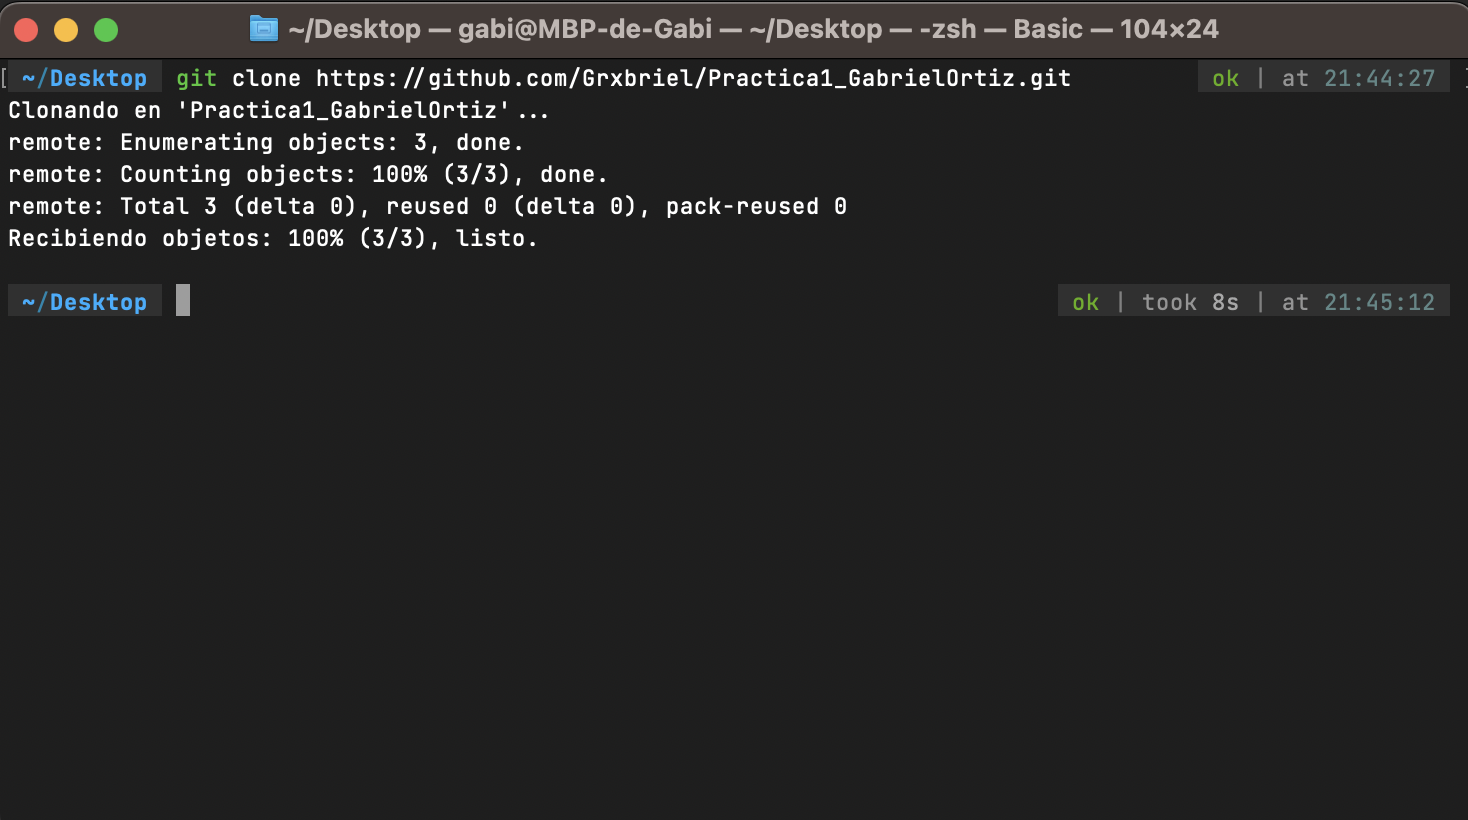 ~/Desktop — gabi@MBP-de-Gabi — ~/Desktop — -zsh — Basic — 104×24
~/Desktop git clone https://github.com/Grxbriel/Practica1_GabrielOrtiz.git ok | at 21:44:27
Clonando en 'Practica1_GabrielOrtiz'...
remote: Enumerating objects: 3, done.
remote: Counting objects: 100% (3/3), done.
remote: Total 3 (delta 0), reused 0 (delta 0), pack-reused 0
Recibiendo objetos: 100% (3/3), listo.
~/Desktop ok | took 8s | at 21:45:12